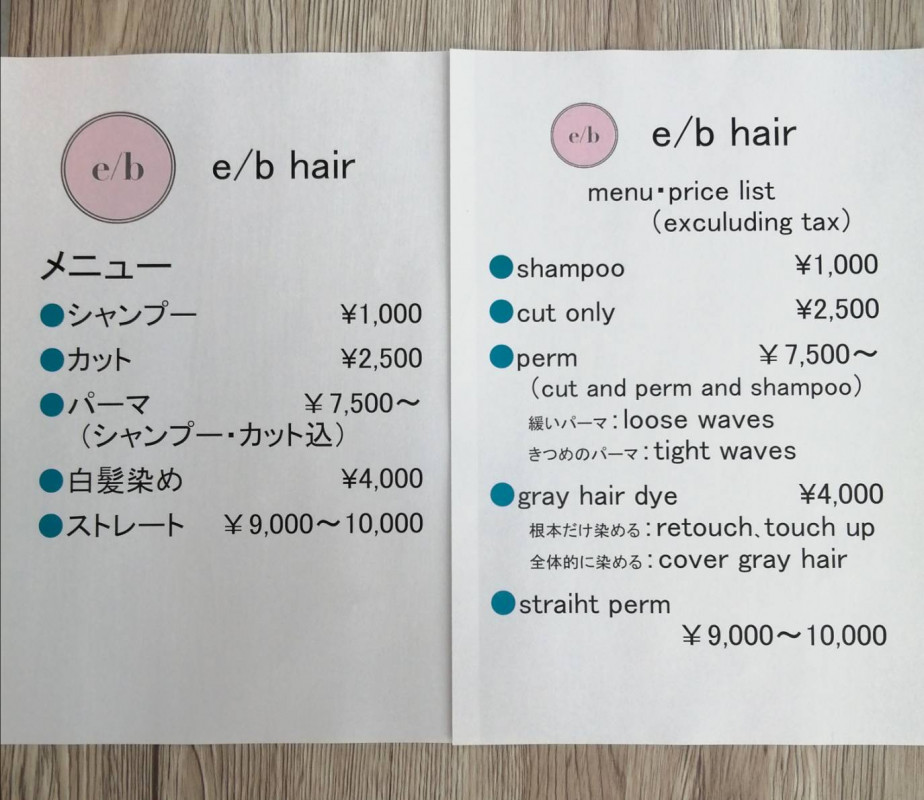 e/b
e/b hair
メニュー
●シャンプー ¥1,000
●カット ¥2,500
●パーマ ¥7,500～
（シャンプー・カット込）
●白髪染め ¥4,000
●ストレート ¥9,000～10,000
e/b
e/b hair
menu・price list
（exculuding tax）
●shampoo ¥1,000
●cut only ¥2,500
●perm ¥7,500～
（cut and perm and shampoo）
緩いパーマ：loose waves
きつめのパーマ：tight waves
●gray hair dye ¥4,000
根本だけ染める：retouch、touch up
全体的に染める：cover gray hair
●straiht perm
¥9,000～10,000